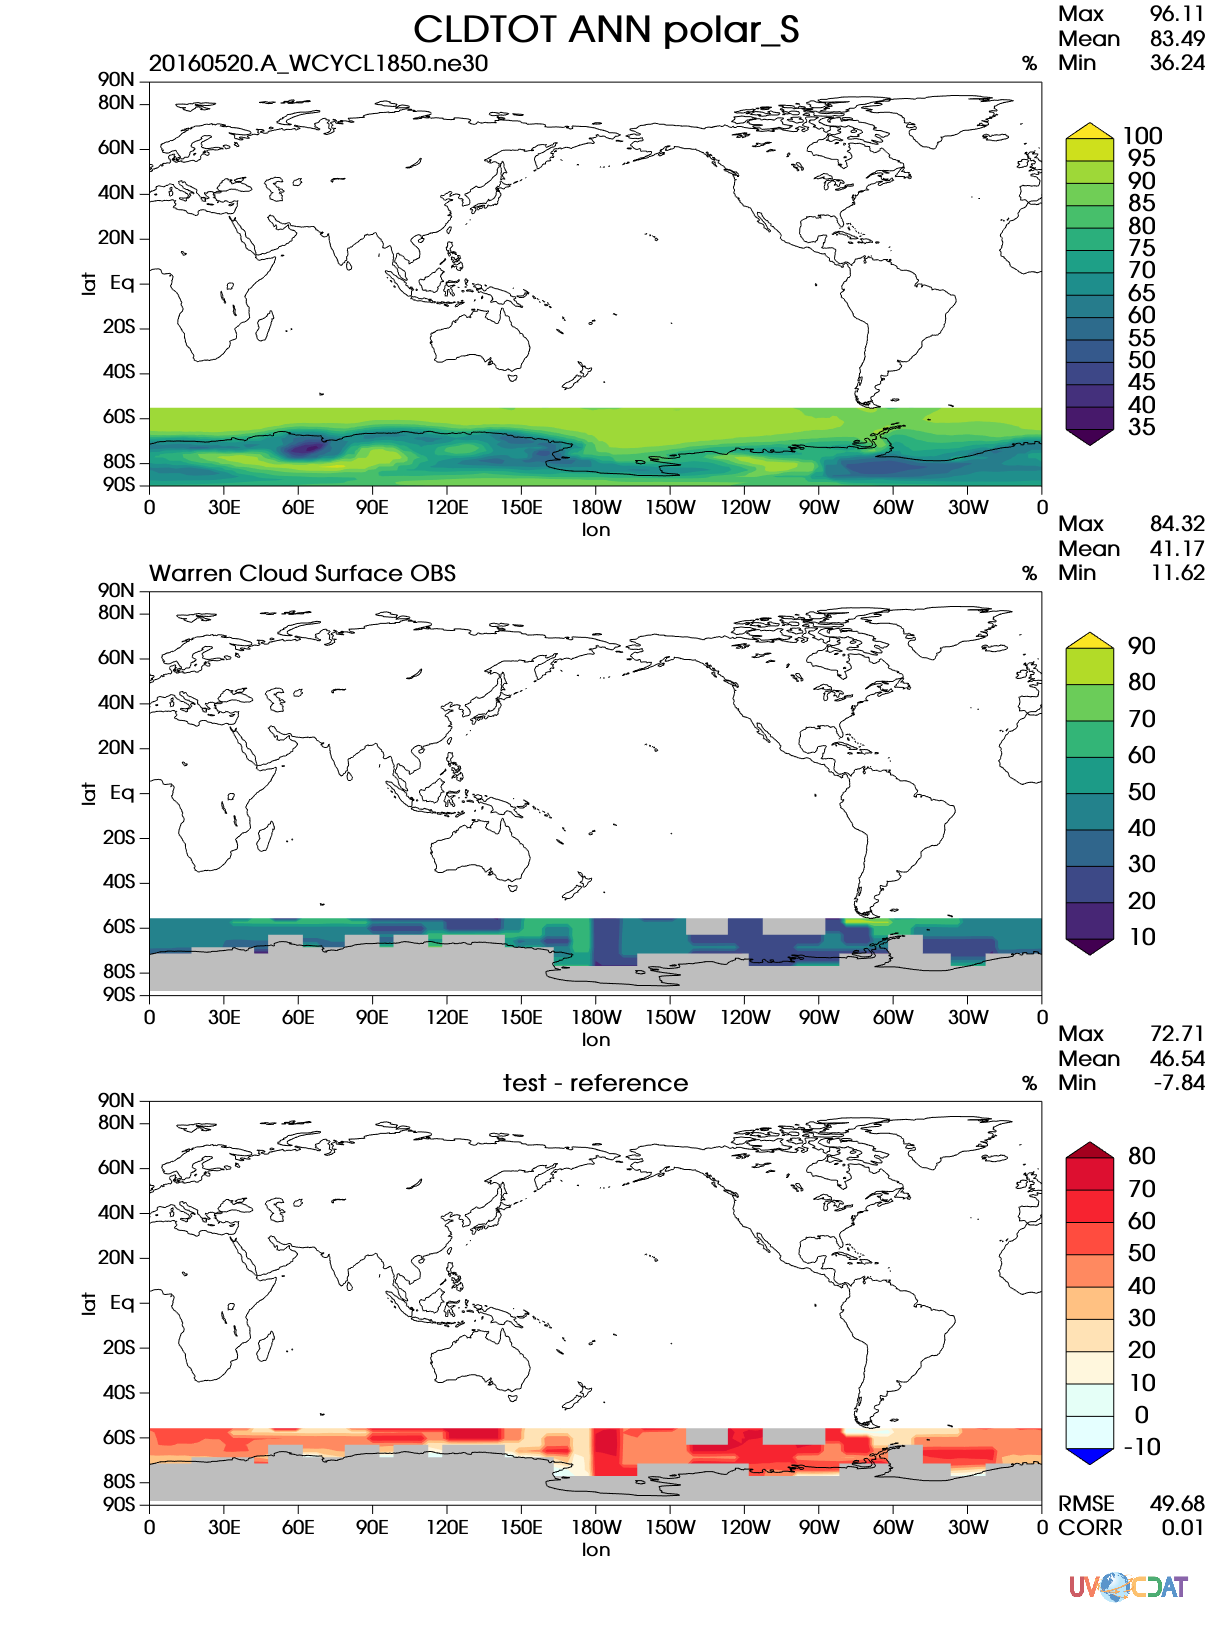 CLDTOT ANN polar_S
Max 96.11
Mean 83.49
Min 36.24
20160520.A_WCYCL1850.ne30 %
90N
80N
60N
40N
20N
Eq
20S
40S
60S
80S
90S
lat
0 30E 60E 90E 120E 150E 180W 150W 120W 90W 60W 30W 0
lon
100
95
90
85
80
75
70
65
60
55
50
45
40
35
Max 84.32
Mean 41.17
Min 11.62
Warren Cloud Surface OBS %
90N
80N
60N
40N
20N
Eq
20S
40S
60S
80S
90S
lat
0 30E 60E 90E 120E 150E 180W 150W 120W 90W 60W 30W 0
lon
90
80
70
60
50
40
30
20
10
Max 72.71
Mean 46.54
Min -7.84
test - reference %
90N
80N
60N
40N
20N
Eq
20S
40S
60S
80S
90S
lat
0 30E 60E 90E 120E 150E 180W 150W 120W 90W 60W 30W 0
lon
80
70
60
50
40
30
20
10
0
-10
RMSE 49.68
CORR 0.01
UV CDAT